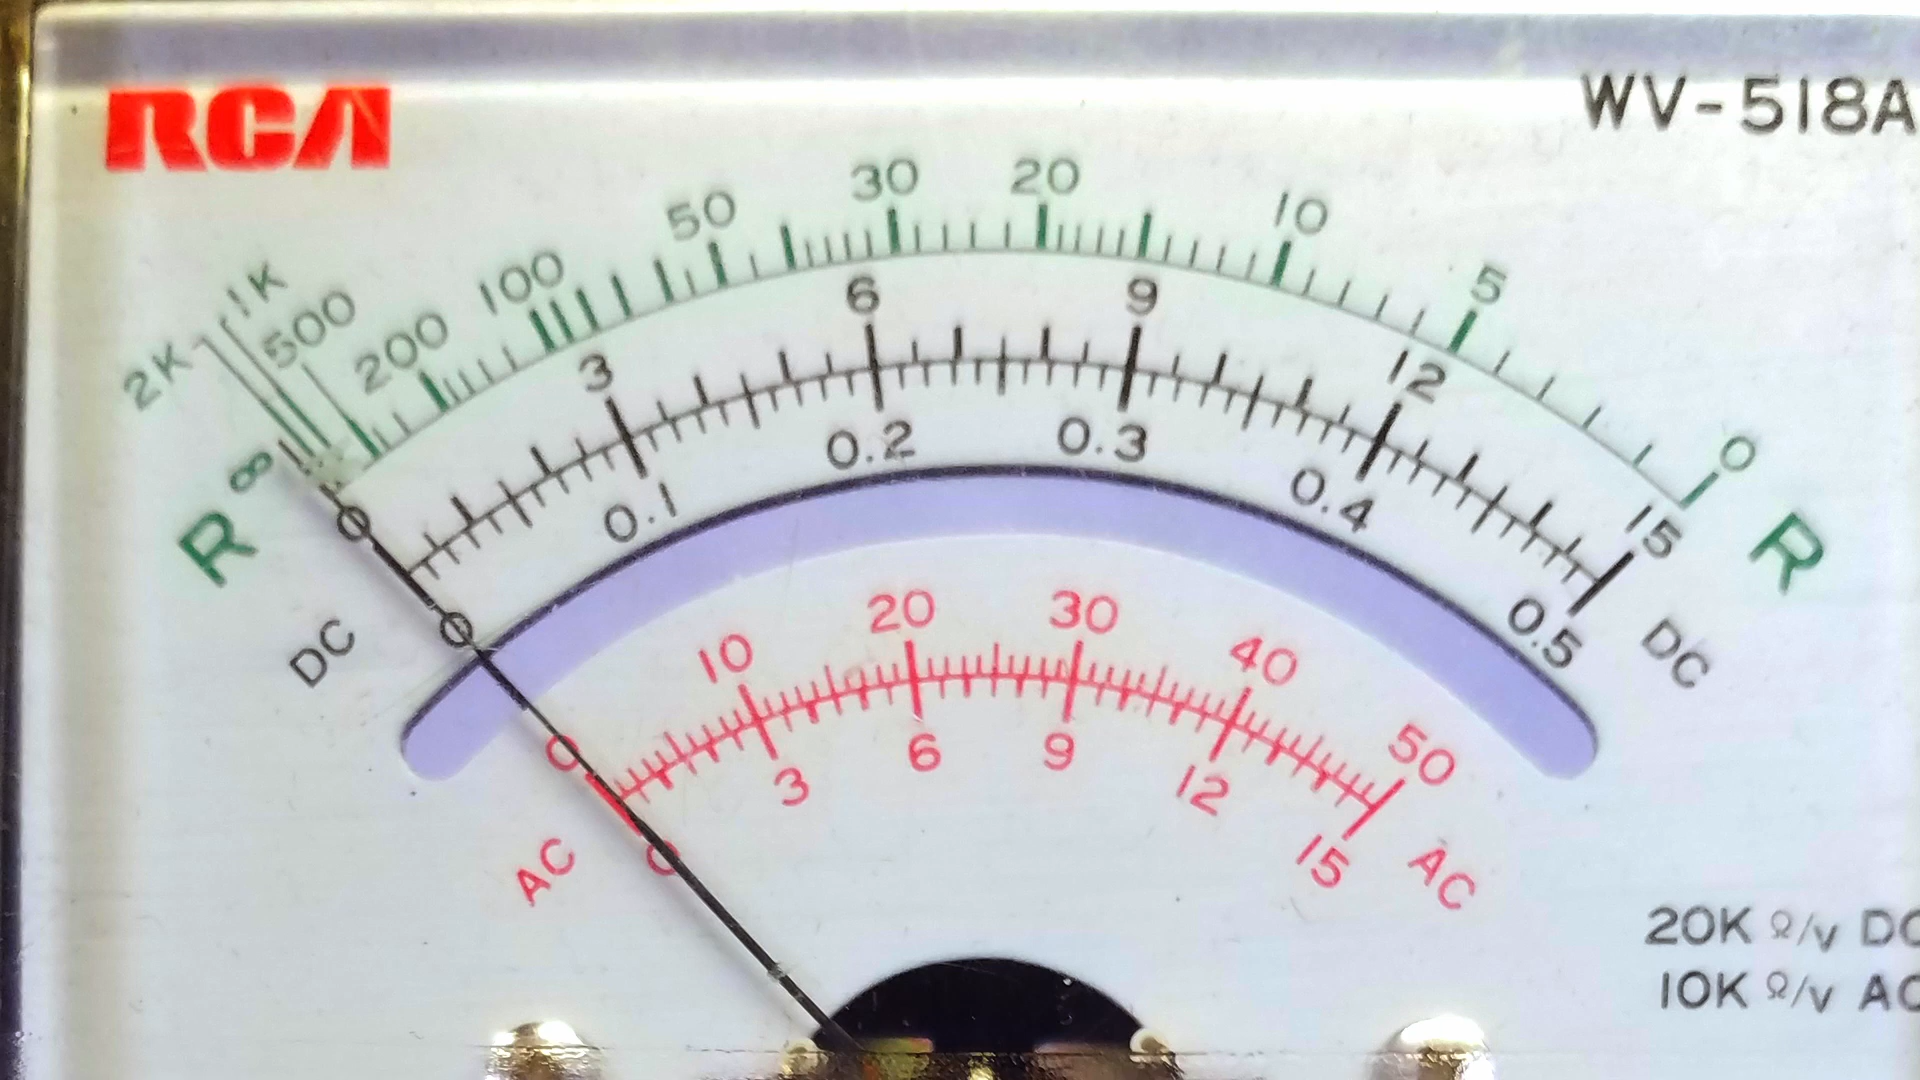 RCA
WV-518A
2K 1K 500 200 100 50 30 20 10 5 0
R ∞ R
3 6 9 12 15
DC 0 DC
0 0.1 0.2 0.3 0.4 0.5
0 10 20 30 40 50
AC AC
0 3 6 9 12 15
20K Ω/v DC
10K Ω/v AC